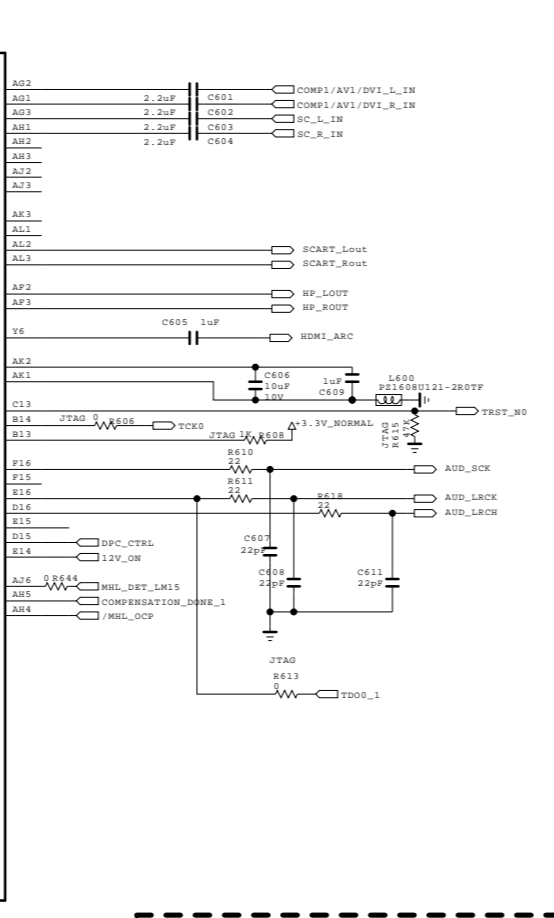 AG2
AG1 2.2uF C601 COMP1/AV1/DVI_L_IN
AG3 2.2uF C602 COMP1/AV1/DVI_R_IN
AH1 2.2uF C603 SC_L_IN
AH2 2.2uF C604 SC_R_IN
AH3
AJ2
AJ3
AK3
AL1
AL2 SCART_Lout
AL3 SCART_Rout
AF2 HP_LOUT
AF3 HP_ROUT
C605 1uF
Y6 HDMI_ARC
AK2
AK1
C606
10uF
10V
1uF
C609
L600
PZ1608U121-2R0TF
C13 TRST_N0
B14 JTAG 0 R606 TCK0
B13 JTAG 1K R608 +3.3V_NORMAL
JTAG
R615
47K
R610
F16 22 AUD_SCK
F15
R611
E16 22 AUD_LRCK
R618
D16 22 AUD_LRCH
E15
D15 DPC_CTRL
E14 12V_ON
C607
22pF
C608
22pF
C611
22pF
AJ6 0 R644 MHL_DET_LM15
AH5 COMPENSATION_DONE_1
AH4 /MHL_OCP
JTAG
R613
0
TDO0_1